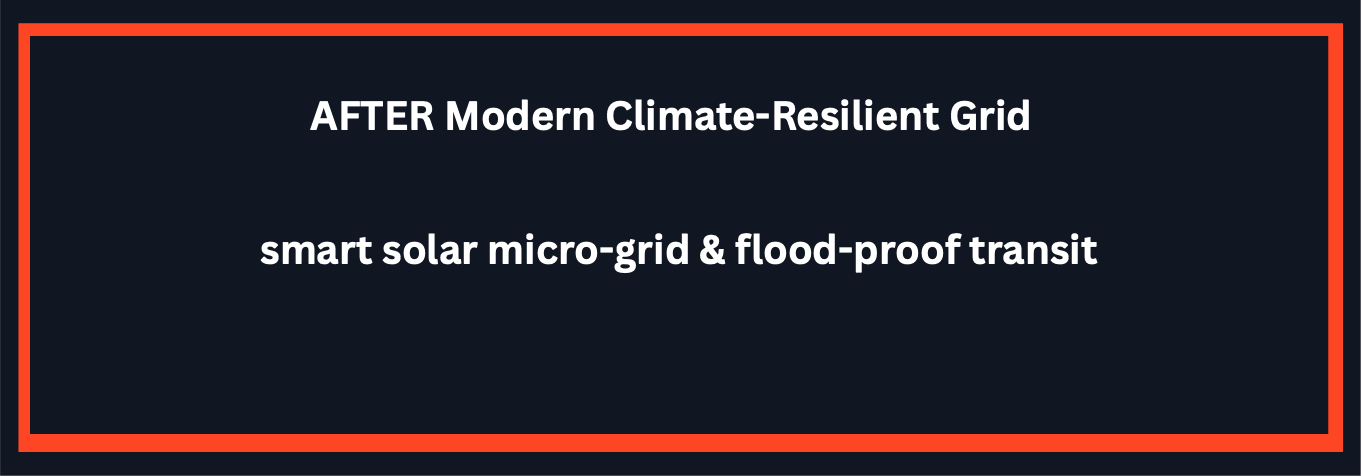 AFTER Modern Climate-Resilient Grid
smart solar micro-grid & flood-proof transit